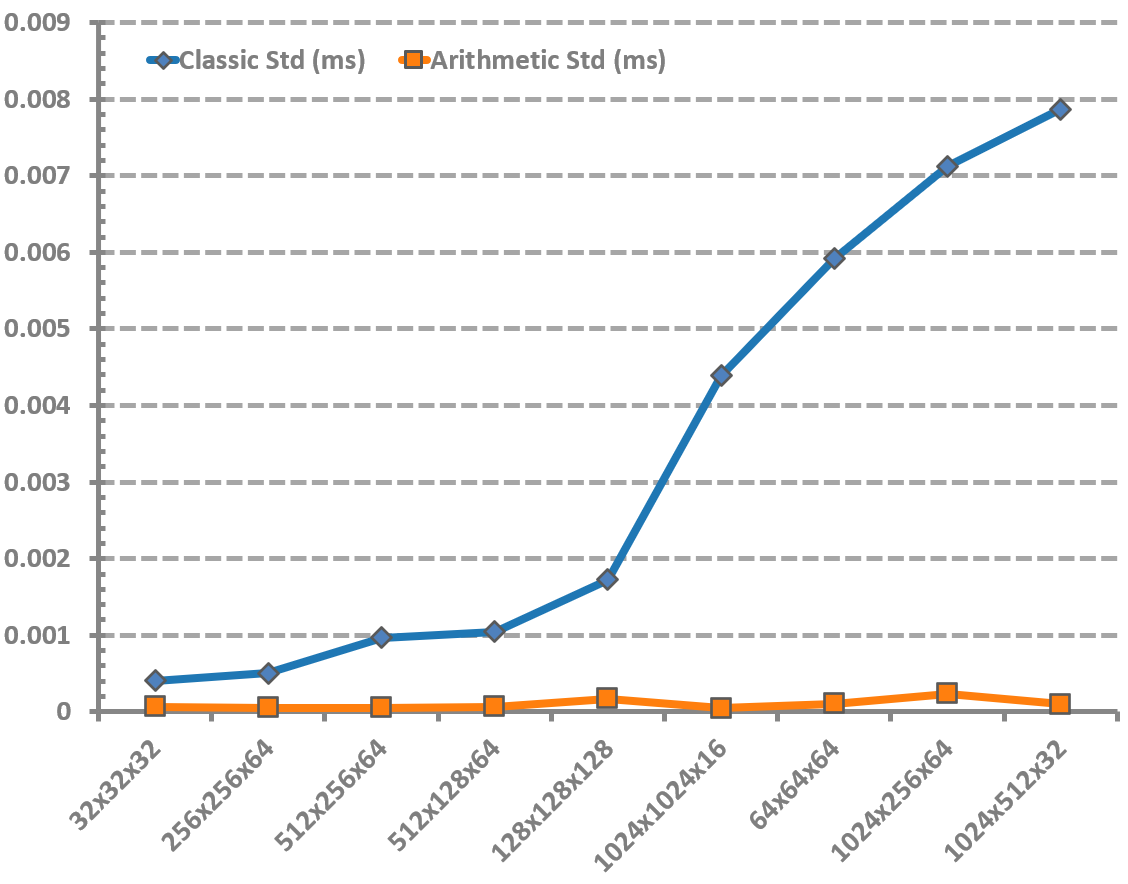 0.009
Classic Std (ms) Arithmetic Std (ms)
0.008
0.007
0.006
0.005
0.004
0.003
0.002
0.001
0
32x32x32
256x256x64
512x256x64
512x128x64
128x128x128
1024x1024x16
64x64x64
1024x256x64
1024x512x32